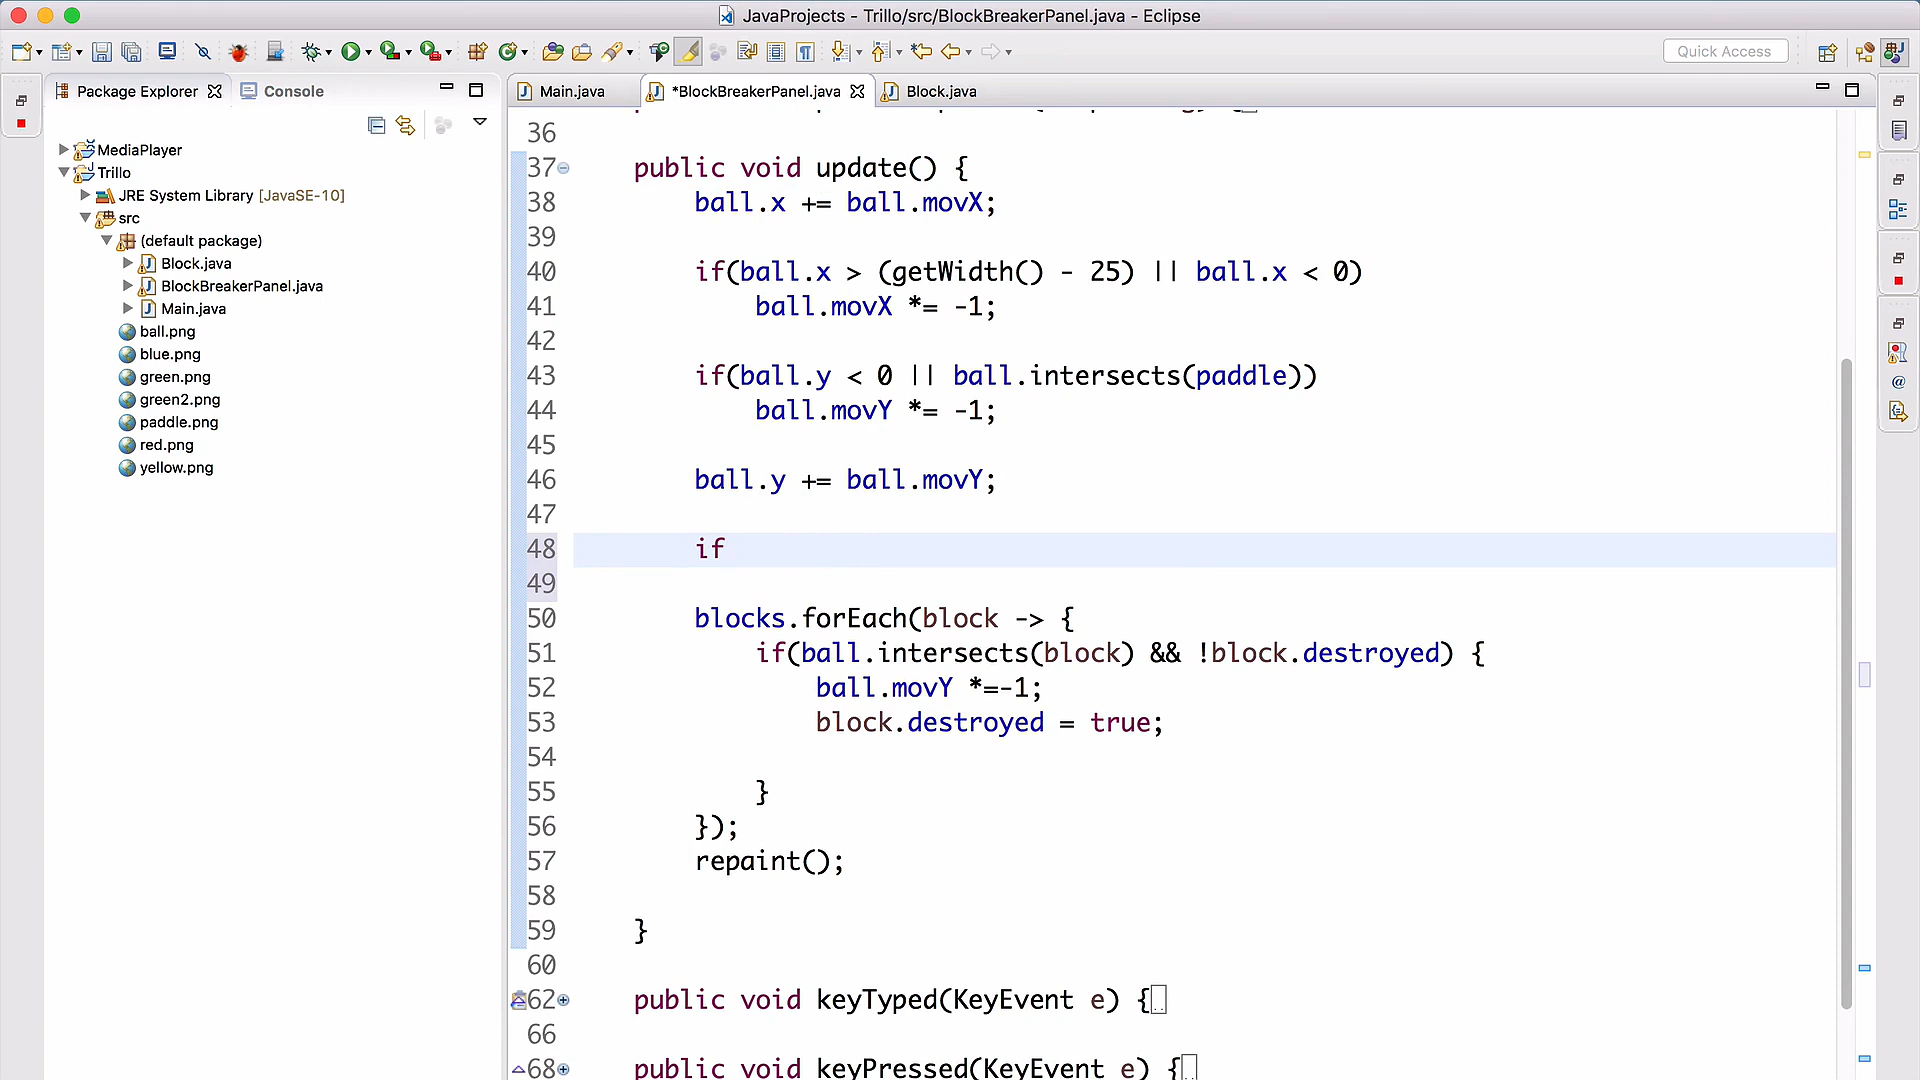 JavaProjects - Trillo/src/BlockBreakerPanel.java - Eclipse
Quick Access
Package Explorer
Console
Main.java
*BlockBreakerPanel.java
Block.java
MediaPlayer
Trillo
JRE System Library [JavaSE-10]
src
(default package)
Block.java
BlockBreakerPanel.java
Main.java
ball.png
blue.png
green.png
green2.png
paddle.png
red.png
yellow.png
36
37 public void update() {
38 ball.x += ball.movX;
39
40 if(ball.x > (getWidth() - 25) || ball.x < 0)
41 ball.movX *= -1;
42
43 if(ball.y < 0 || ball.intersects(paddle))
44 ball.movY *= -1;
45
46 ball.y += ball.movY;
47
48 if
49
50 blocks.forEach(block -> {
51 if(ball.intersects(block) && !block.destroyed) {
52 ball.movY *=-1;
53 block.destroyed = true;
54
55 }
56 });
57 repaint();
58
59 }
60
62 public void keyTyped(KeyEvent e) {
66
68 public void keyPressed(KeyEvent e) {